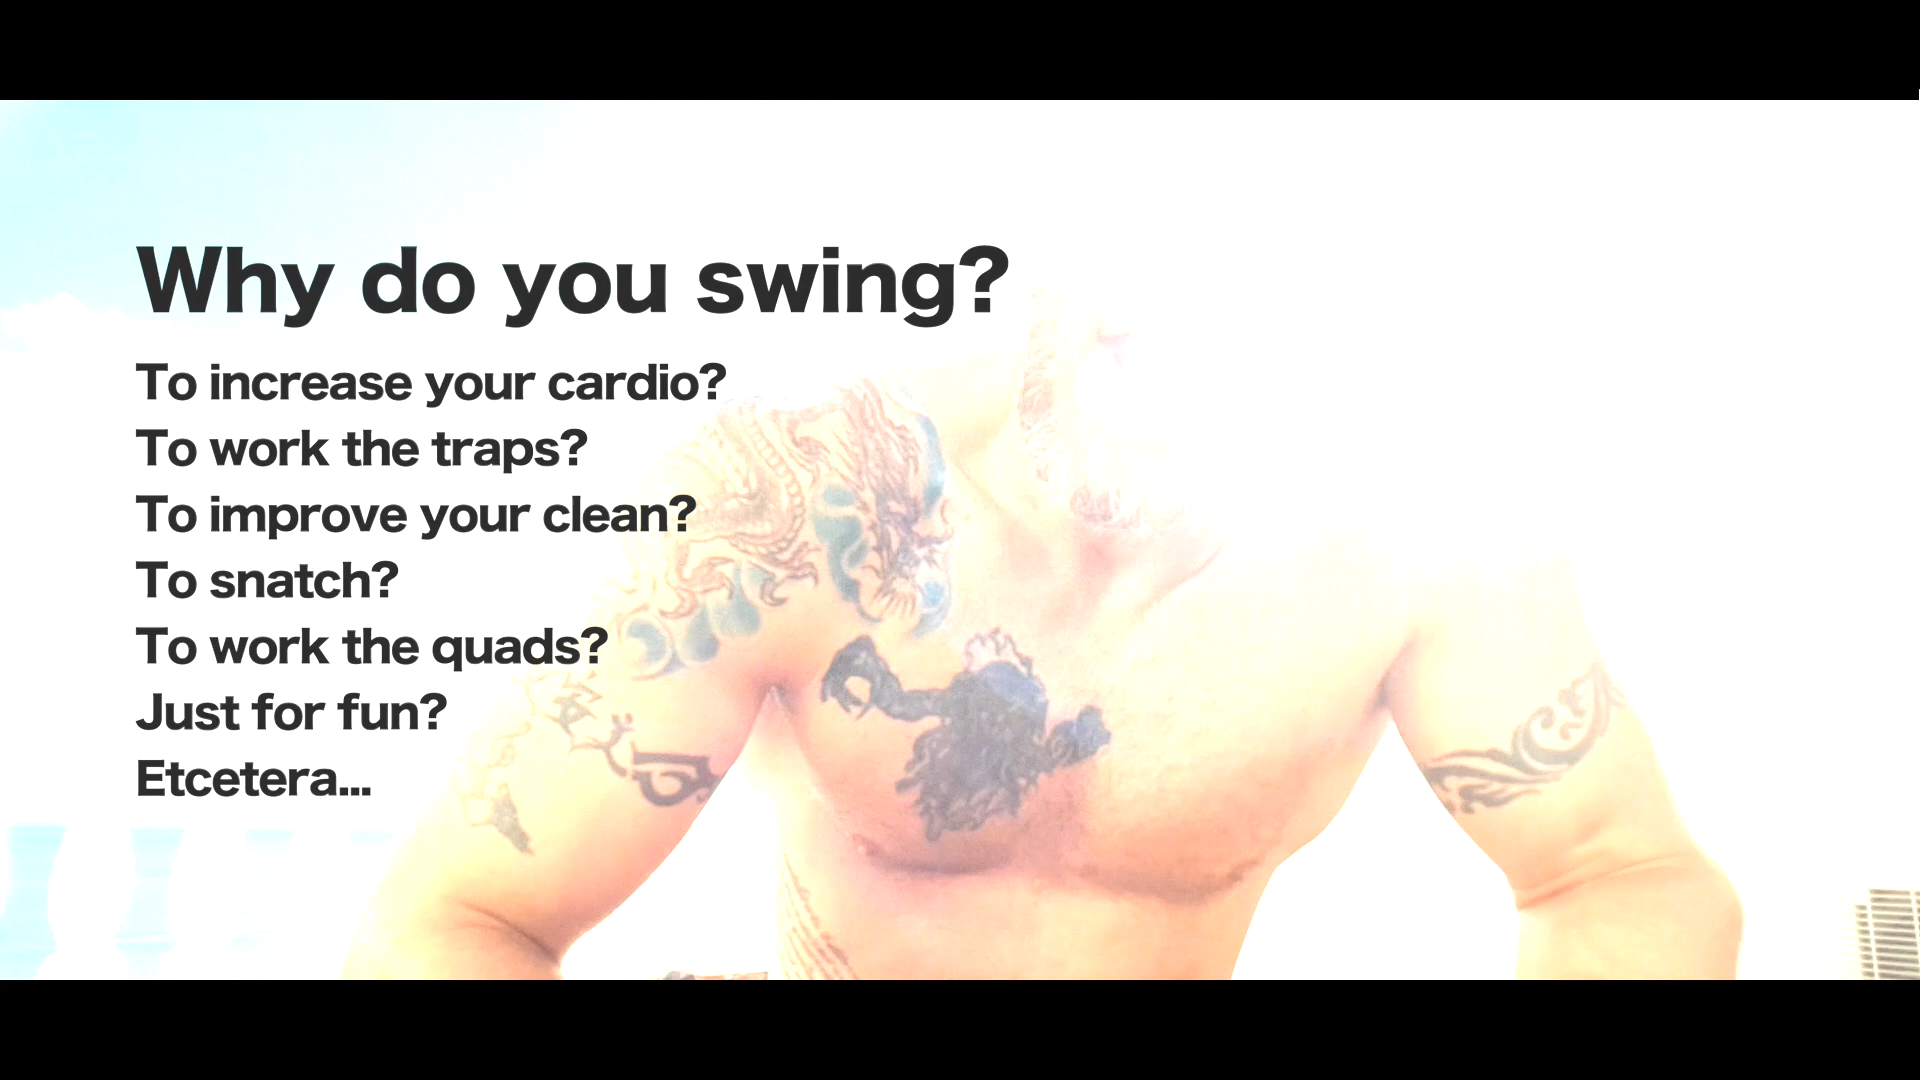 Why do you swing?
To increase your cardio?
To work the traps?
To improve your clean?
To snatch?
To work the quads?
Just for fun?
Etcetera...